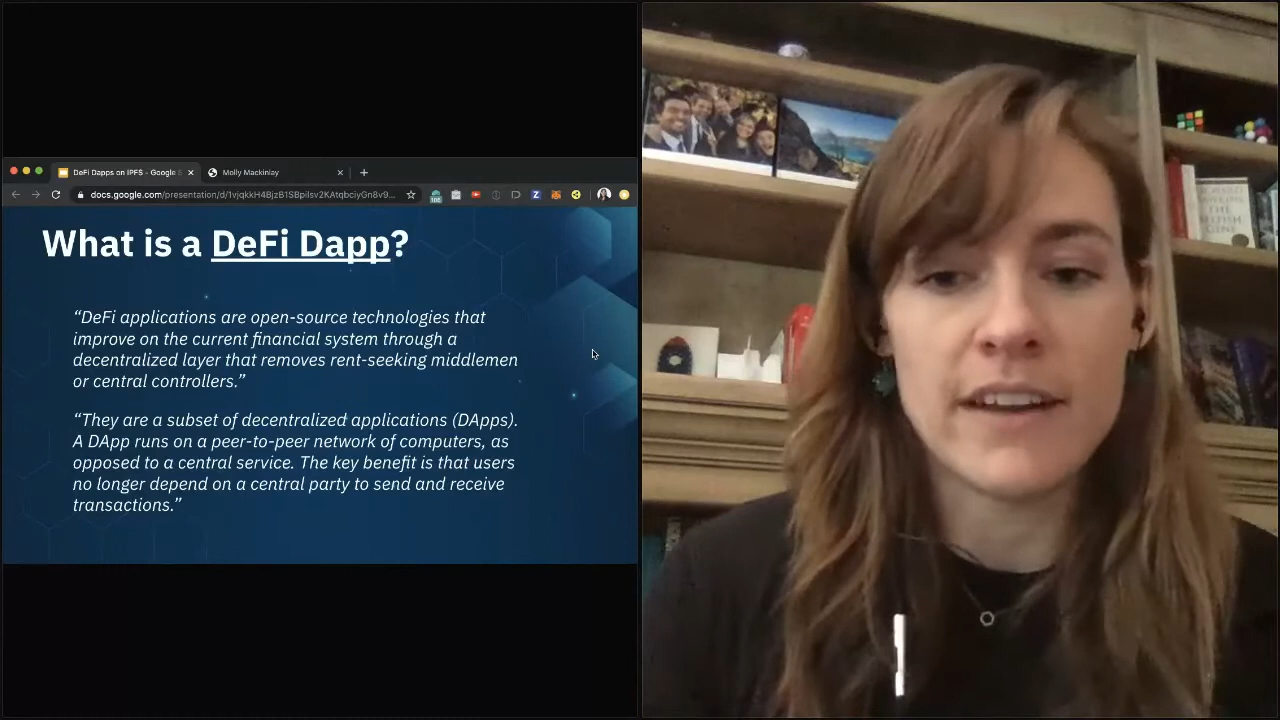 DeFi Dapps on IPFS - Google S
Molly Mackinlay
docs.google.com/presentation/d/1vjqkkH4BjzB1SBpiIsv2KAtqbciyGn8v9...
What is a DeFi Dapp?
“DeFi applications are open-source technologies that
improve on the current financial system through a
decentralized layer that removes rent-seeking middlemen
or central controllers.”
“They are a subset of decentralized applications (DApps).
A DApp runs on a peer-to-peer network of computers, as
opposed to a central service. The key benefit is that users
no longer depend on a central party to send and receive
transactions.”
THE
SELFISH
GENE